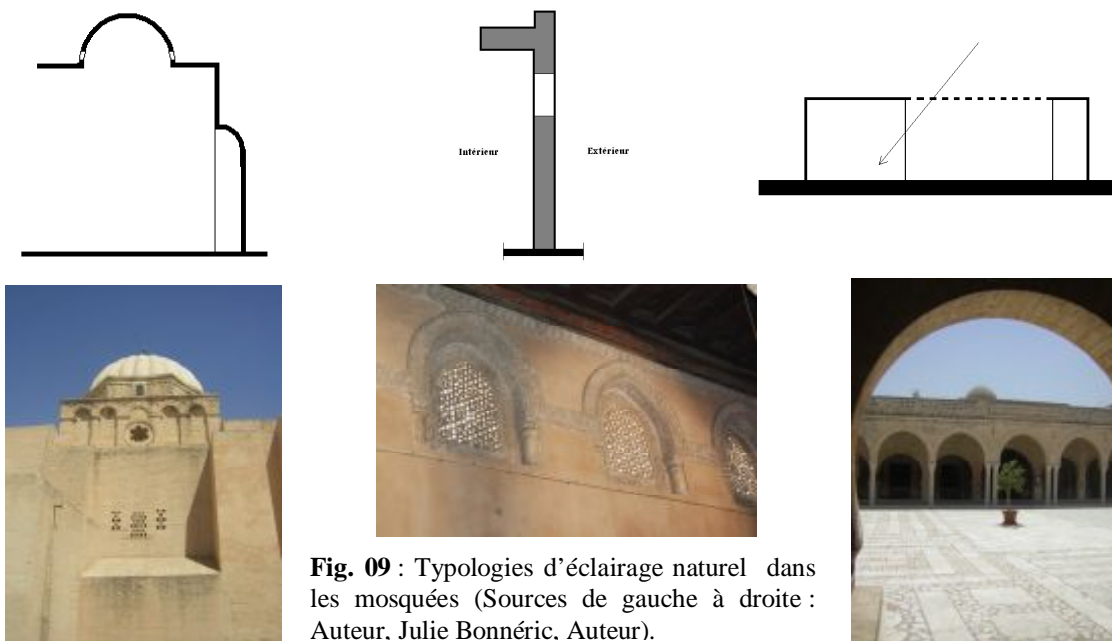 Intérieur
Extérieur
Fig. 09 : Typologies d'éclairage naturel dans
les mosquées (Sources de gauche à droite :
Auteur, Julie Bonnéric, Auteur).